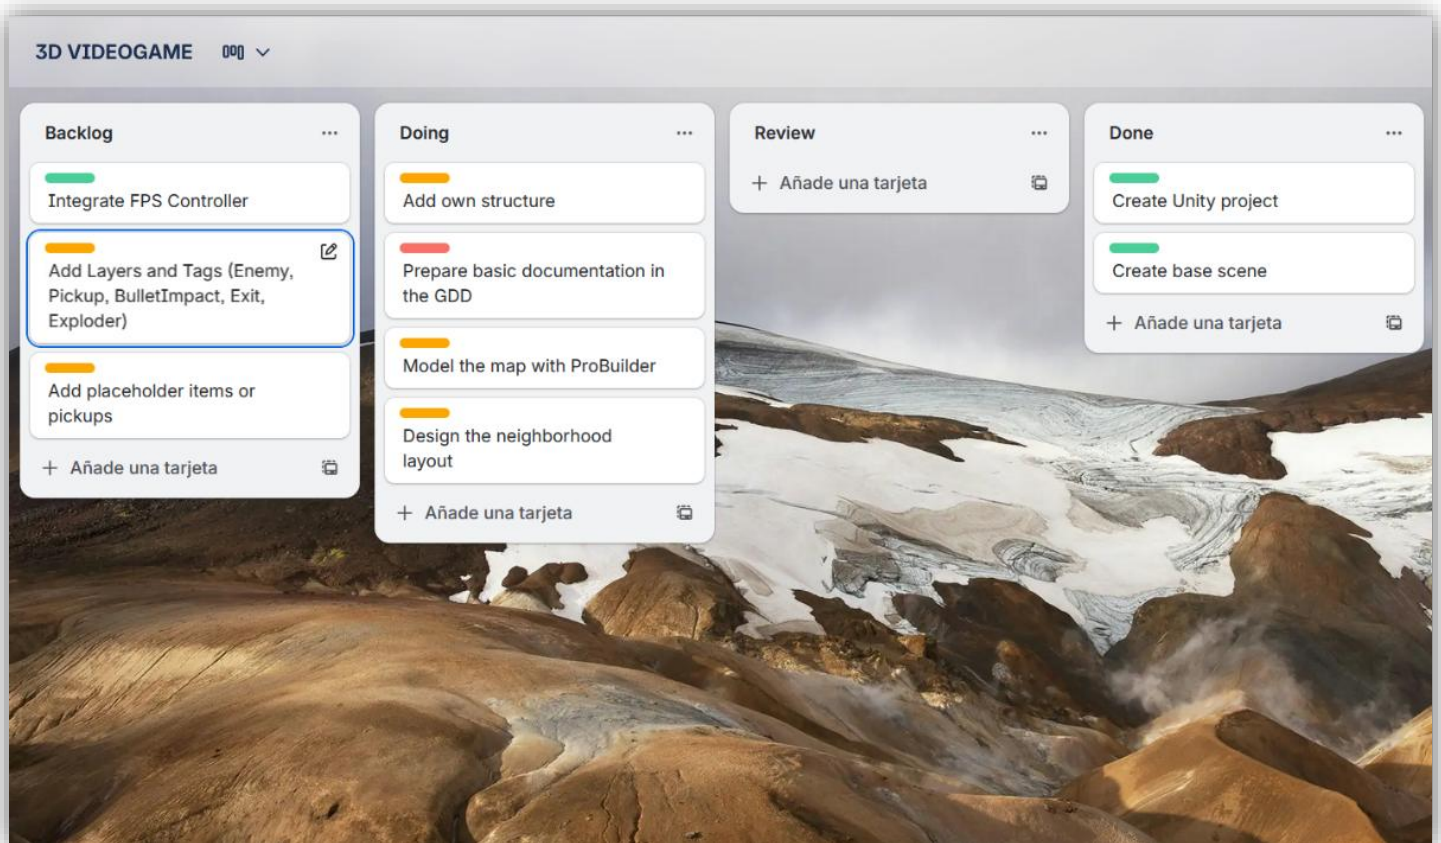 3D VIDEOGAME
Backlog
Integrate FPS Controller
Add Layers and Tags (Enemy,
Pickup, BulletImpact, Exit,
Exploder)
Add placeholder items or
pickups
+ Añade una tarjeta
Doing
Add own structure
Prepare basic documentation in
the GDD
Model the map with ProBuilder
Design the neighborhood
layout
+ Añade una tarjeta
Review
+ Añade una tarjeta
Done
Create Unity project
Create base scene
+ Añade una tarjeta